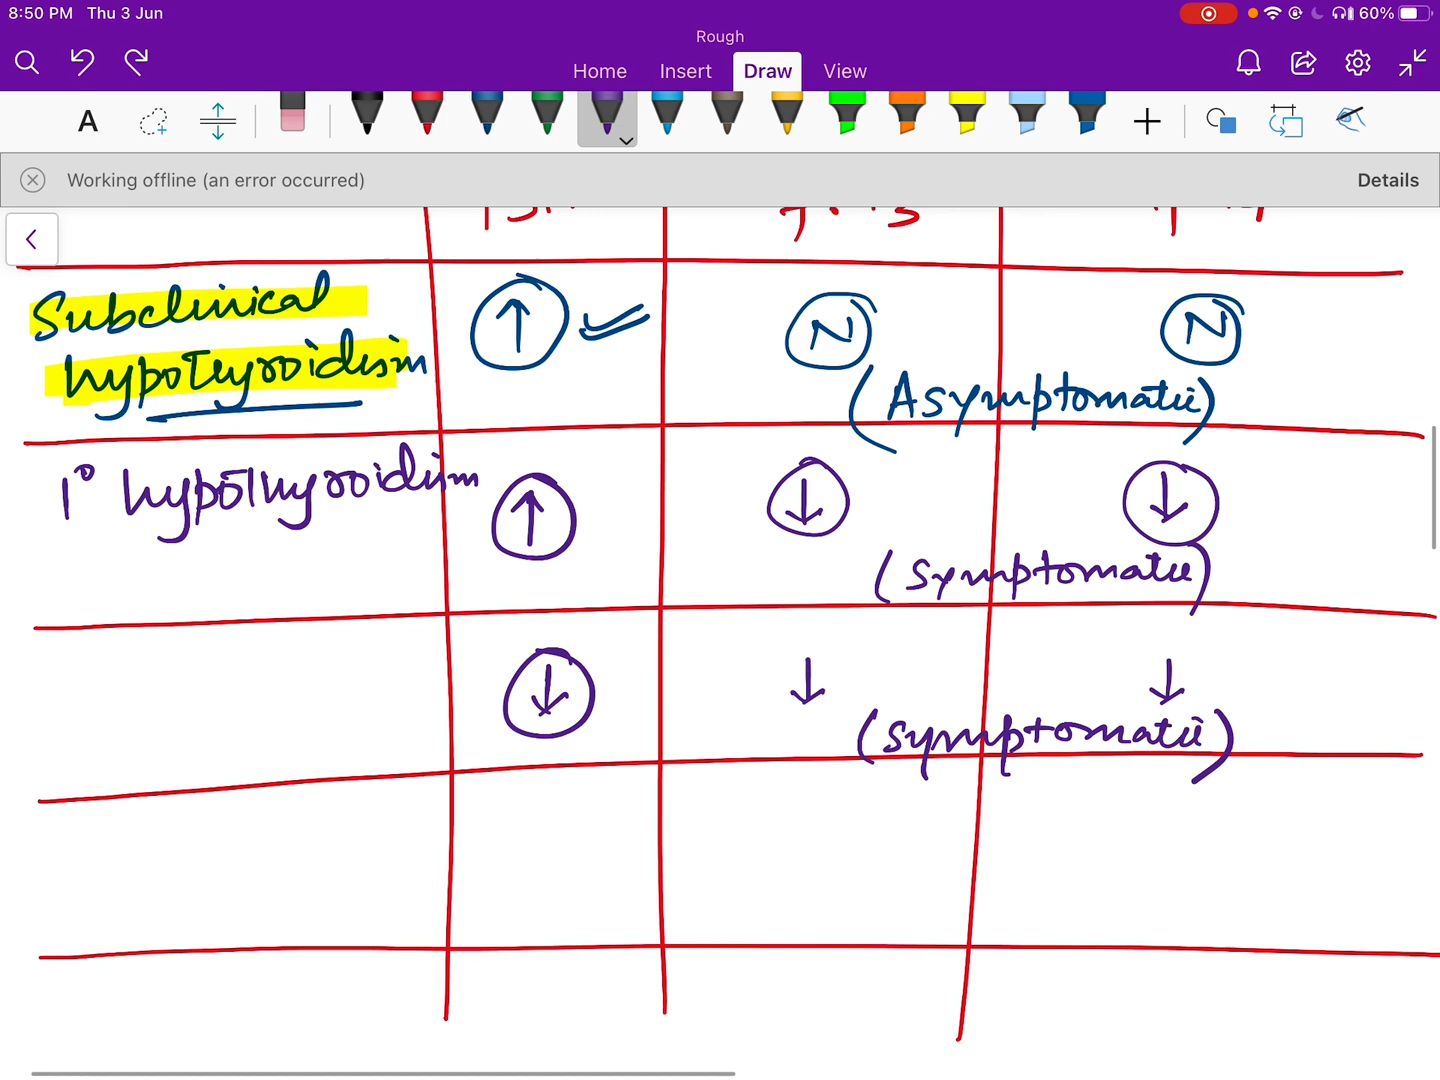 8:50 PM Thu 3 Jun
60%
Rough
Home Insert Draw View
A
Working offline (an error occurred)
Details
Subclinical
hypothyroidism
↑
N
N
(Asymptomatic)
1° hypothyroidism
↑
↓
↓
(Symptomatic)
↓
↓
↓
(Symptomatic)